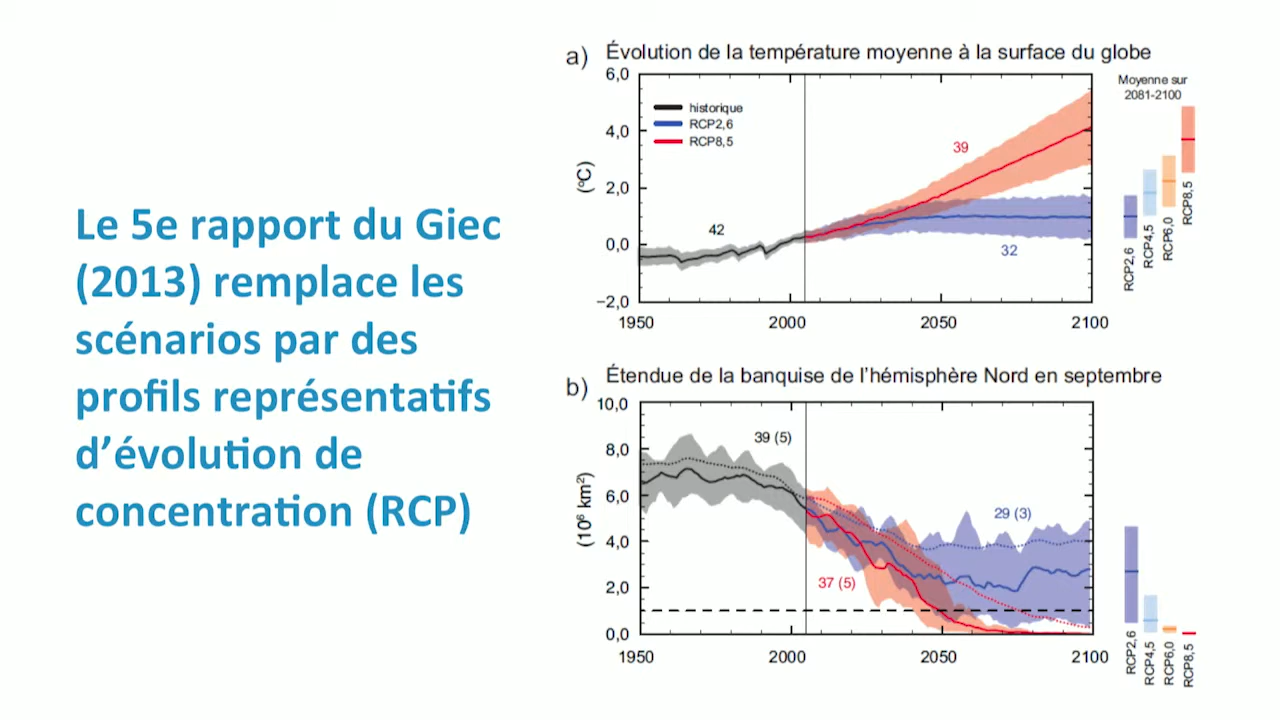 Le 5e rapport du Giec
(2013) remplace les
scénarios par des
profils représentatifs
d'évolution de
concentration (RCP)
a) Évolution de la température moyenne à la surface du globe
6,0
4,0
2,0
0,0
−2,0
(°C)
historique
RCP2,6
RCP8,5
42
39
32
1950 2000 2050 2100
Moyenne sur
2081-2100
RCP2,6
RCP4,5
RCP6,0
RCP8,5
b) Étendue de la banquise de l'hémisphère Nord en septembre
10,0
8,0
6,0
4,0
2,0
0,0
(10⁶ km²)
39 (5)
29 (3)
37 (5)
1950 2000 2050 2100
RCP2,6
RCP4,5
RCP6,0
RCP8,5